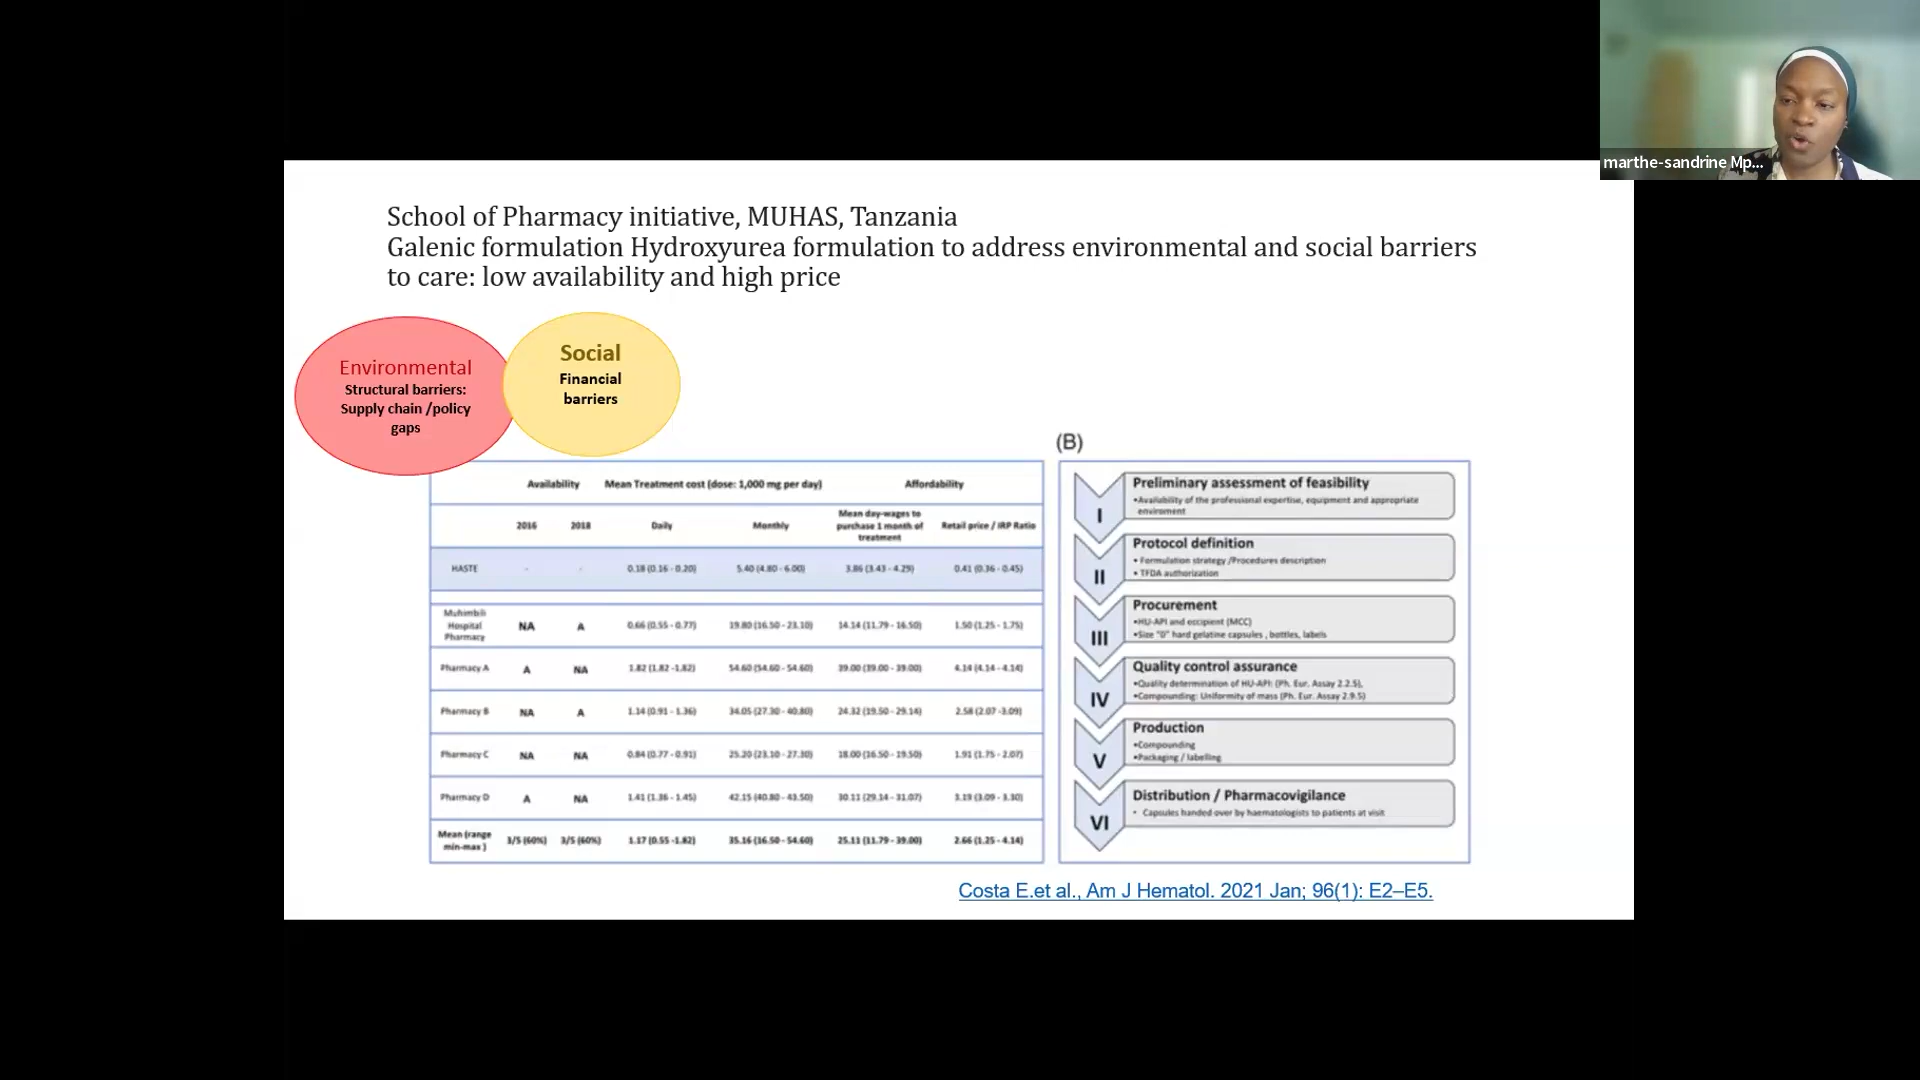 marthe-sandrine Mp...
School of Pharmacy initiative, MUHAS, Tanzania
Galenic formulation Hydroxyurea formulation to address environmental and social barriers
to care: low availability and high price
Environmental
Structural barriers:
Supply chain /policy
gaps
Social
Financial
barriers
Availability Mean Treatment cost (dose: 1,000 mg per day) Affordability
2016 2018 Daily Monthly Mean day-wages to purchase 1 month of treatment Retail price / IRP Ratio
HASTE - - 0.18 (0.16 - 0.20) 5.40 (4.80 - 6.00) 3.86 (3.43 - 4.29) 0.41 (0.36 - 0.45)
Muhimbili Hospital Pharmacy NA A 0.66 (0.55 - 0.77) 19.80 (16.50 - 23.10) 14.14 (11.79 - 16.50) 1.50 (1.25 - 1.75)
Pharmacy A A NA 1.82 (1.82 -1.82) 54.60 (54.60 - 54.60) 39.00 (39.00 - 39.00) 4.14 (4.14 - 4.14)
Pharmacy B NA A 1.14 (0.91 - 1.36) 34.05 (27.30 - 40.80) 24.32 (19.50 - 29.14) 2.58 (2.07 -3.09)
Pharmacy C NA NA 0.84 (0.77 - 0.91) 25.20 (23.10 - 27.30) 18.00 (16.50 - 19.50) 1.91 (1.75 - 2.07)
Pharmacy D A NA 1.41 (1.36 - 1.45) 42.15 (40.80 - 43.50) 30.11 (29.14 - 31.07) 3.19 (3.09 - 3.30)
Mean (range min-max ) 3/5 (60%) 3/5 (60%) 1.17 (0.55 -1.82) 35.16 (16.50 - 54.60) 25.11 (11.79 - 39.00) 2.66 (1.25 - 4.14)
(B)
I
Preliminary assessment of feasibility
•Availability of the professional expertise, equipment and appropriate
enviroment
II
Protocol definition
• Formulation strategy /Procedures description
• TFDA authorization
III
Procurement
•HU-API and excipient (MCC)
•Size "0" hard gelatine capsules , bottles, labels
IV
Quality control assurance
•Quality determination of HU-API: (Ph. Eur. Assay 2.2.5),
•Compounding: Uniformity of mass (Ph. Eur. Assay 2.9.5)
V
Production
•Compounding
•Packaging / labelling
VI
Distribution / Pharmacovigilance
• Capsules handed over by haematologists to patients at visit
Costa E.et al., Am J Hematol. 2021 Jan; 96(1): E2–E5.